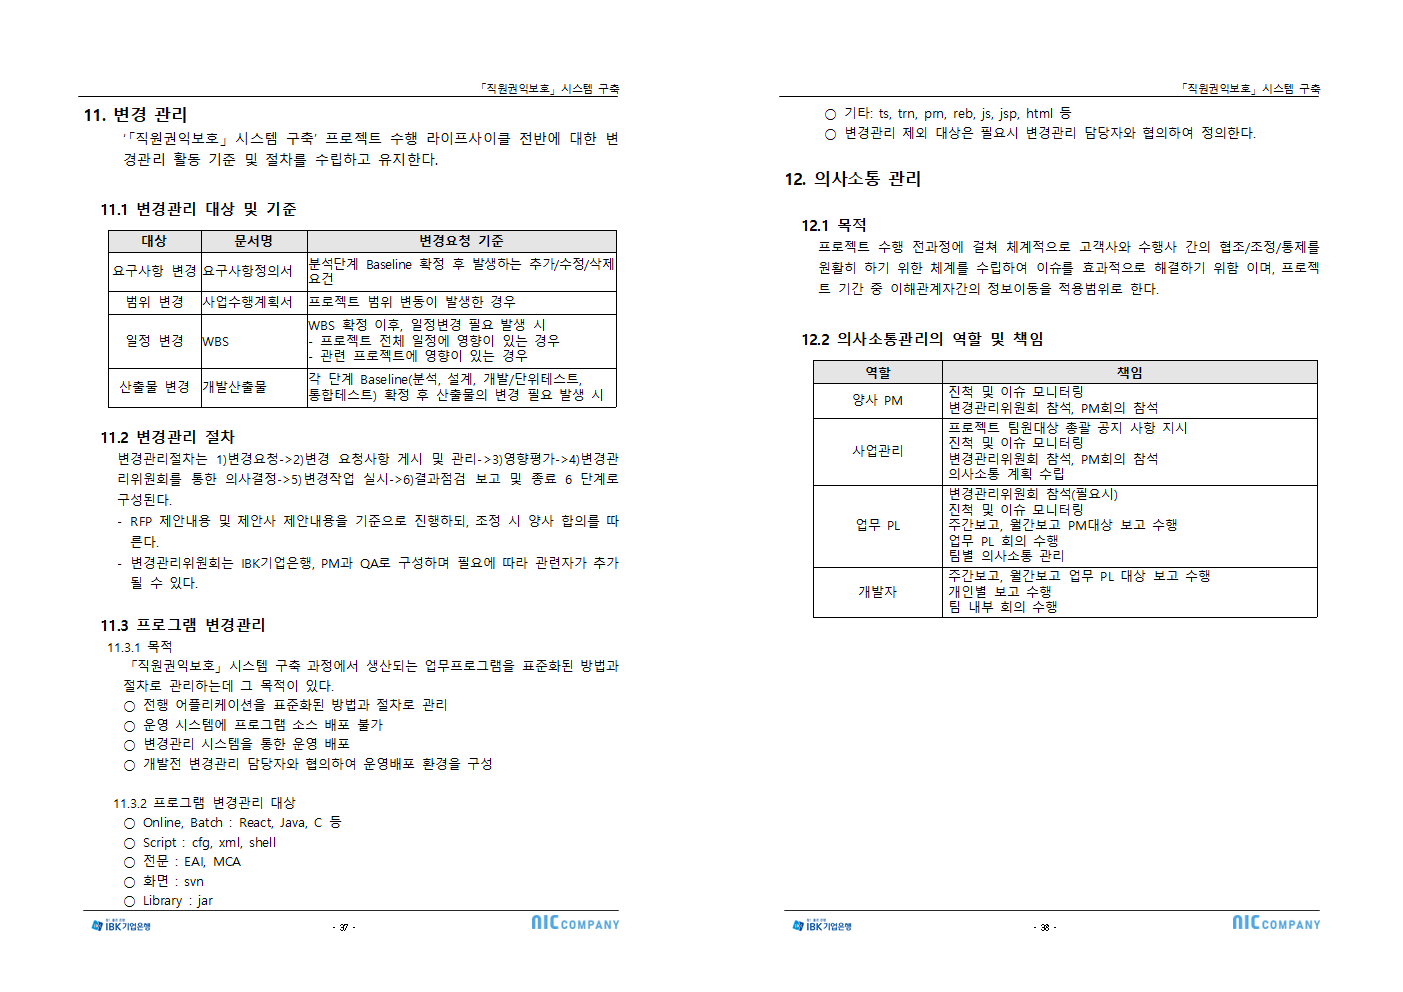 「직원권익보호」 시스템 구축
11. 변경 관리
'「직원권익보호」 시스템 구축' 프로젝트 수행 라이프사이클 전반에 대한 변
경관리 활동 기준 및 절차를 수립하고 유지한다.
11.1 변경관리 대상 및 기준
대상 문서명 변경요청 기준
요구사항 변경 요구사항정의서 분석단계 Baseline 확정 후 발생하는 추가/수정/삭제
요건
범위 변경 사업수행계획서 프로젝트 범위 변동이 발생한 경우
일정 변경 WBS WBS 확정 이후, 일정변경 필요 발생 시
- 프로젝트 전체 일정에 영향이 있는 경우
- 관련 프로젝트에 영향이 있는 경우
산출물 변경 개발산출물 각 단계 Baseline(분석, 설계, 개발/단위테스트,
통합테스트) 확정 후 산출물의 변경 필요 발생 시
11.2 변경관리 절차
변경관리절차는 1)변경요청->2)변경 요청사항 게시 및 관리->3)영향평가->4)변경관
리위원회를 통한 의사결정->5)변경작업 실시->6)결과점검 보고 및 종료 6 단계로
구성된다.
- RFP 제안내용 및 제안사 제안내용을 기준으로 진행하되, 조정 시 양사 합의를 따
른다.
- 변경관리위원회는 IBK기업은행, PM과 QA로 구성하며 필요에 따라 관련자가 추가
될 수 있다.
11.3 프로그램 변경관리
11.3.1 목적
「직원권익보호」 시스템 구축 과정에서 생산되는 업무프로그램을 표준화된 방법과
절차로 관리하는데 그 목적이 있다.
○ 전행 어플리케이션을 표준화된 방법과 절차로 관리
○ 운영 시스템에 프로그램 소스 배포 불가
○ 변경관리 시스템을 통한 운영 배포
○ 개발전 변경관리 담당자와 협의하여 운영배포 환경을 구성
11.3.2 프로그램 변경관리 대상
○ Online, Batch : React, Java, C 등
○ Script : cfg, xml, shell
○ 전문 : EAI, MCA
○ 화면 : svn
○ Library : jar
IBK기업은행
- 37 -
NIC COMPANY
「직원권익보호」 시스템 구축
○ 기타: ts, trn, prn, reb, js, jsp, html 등
○ 변경관리 제외 대상은 필요시 변경관리 담당자와 협의하여 정의한다.
12. 의사소통 관리
12.1 목적
프로젝트 수행 전과정에 걸쳐 체계적으로 고객사와 수행사 간의 협조/조정/통제를
원활히 하기 위한 체계를 수립하여 이슈를 효과적으로 해결하기 위함 이며, 프로젝
트 기간 중 이해관계자간의 정보이동을 적용범위로 한다.
12.2 의사소통관리의 역할 및 책임
역할 책임
양사 PM 진척 및 이슈 모니터링
변경관리위원회 참석, PM회의 참석
사업관리 프로젝트 팀원대상 총괄 공지 사항 지시
진척 및 이슈 모니터링
변경관리위원회 참석, PM회의 참석
의사소통 계획 수립
업무 PL 변경관리위원회 참석(필요시)
진척 및 이슈 모니터링
주간보고, 월간보고 PM대상 보고 수행
업무 PL 회의 수행
팀별 의사소통 관리
개발자 주간보고, 월간보고 업무 PL 대상 보고 수행
개인별 보고 수행
팀 내부 회의 수행
IBK기업은행
- 38 -
NIC COMPANY